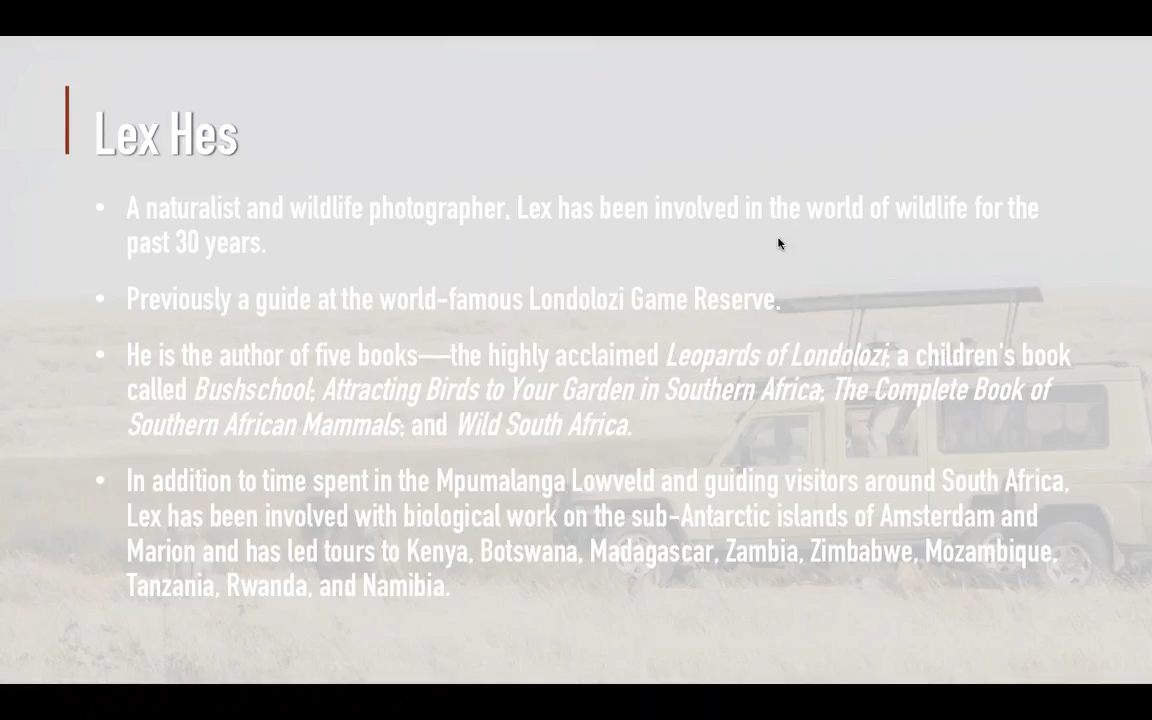 Lex Hes
• A naturalist and wildlife photographer, Lex has been involved in the world of wildlife for the
past 30 years.
• Previously a guide at the world-famous Londolozi Game Reserve.
• He is the author of five books—the highly acclaimed Leopards of Londolozi; a children's book
called Bushschool; Attracting Birds to Your Garden in Southern Africa; The Complete Book of
Southern African Mammals; and Wild South Africa.
• In addition to time spent in the Mpumalanga Lowveld and guiding visitors around South Africa,
Lex has been involved with biological work on the sub-Antarctic islands of Amsterdam and
Marion and has led tours to Kenya, Botswana, Madagascar, Zambia, Zimbabwe, Mozambique,
Tanzania, Rwanda, and Namibia.